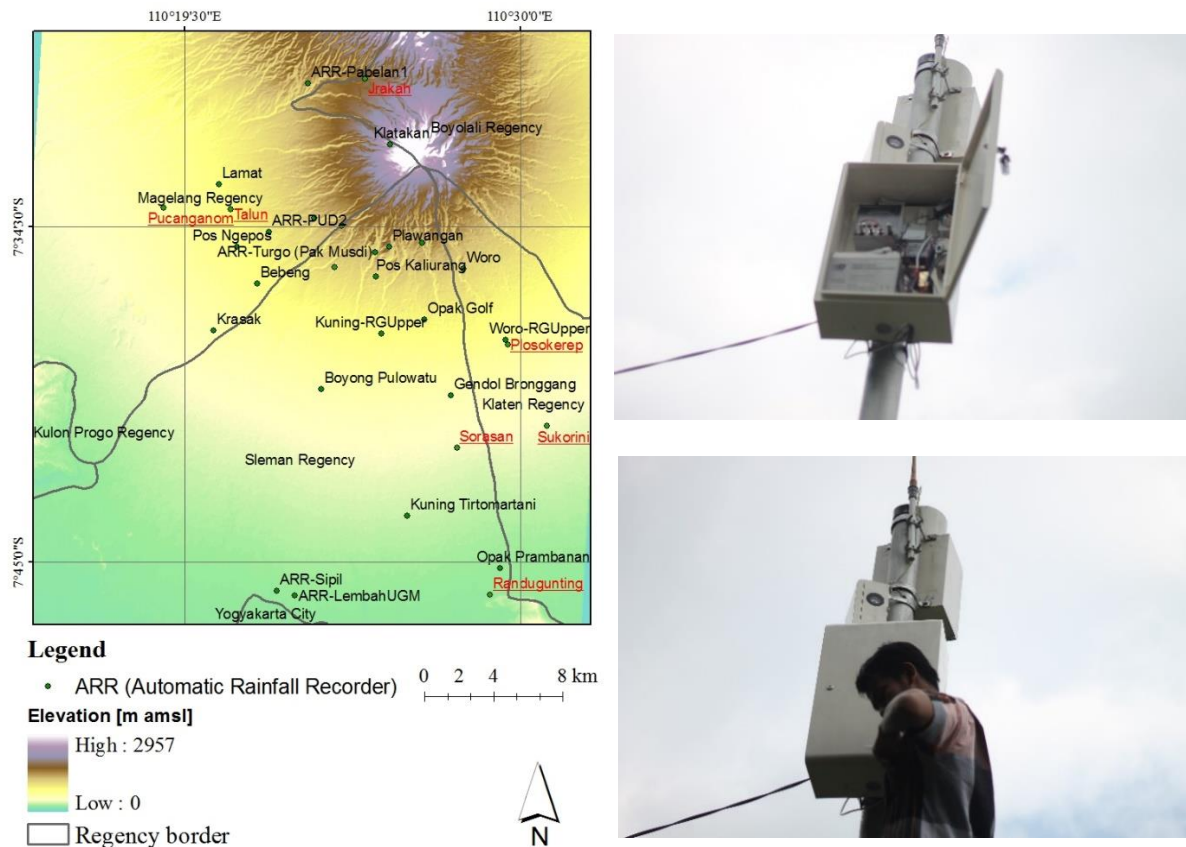 110°19'30"E
110°30'0"E
ARR-Pabelan1
Jrakah
Klatakan
Boyolali Regency
Lamat
Magelang Regency
Pucanganom
Talun
ARR-PUD2
7°34'30"S
Pos Ngepos
Plawangan
ARR-Turgo (Pak Musdi)
Woro
Bebeng
Pos Kaliurang
Opak Golf
Krasak
Kuning-RGUpper
Woro-RGUpper
Plosokerep
Boyong Pulowatu
Gendol Bronggang
Klaten Regency
Kulon Progo Regency
Sorasan
Sukorini
Sleman Regency
Kuning Tirtomartani
7°45'0"S
Opak Prambanan
ARR-Sipil
Randugunting
ARR-LembahUGM
Yogyakarta City
Legend
ARR (Automatic Rainfall Recorder)
0 2 4 8 km
Elevation [m amsl]
High : 2957
Low : 0
Regency border
N